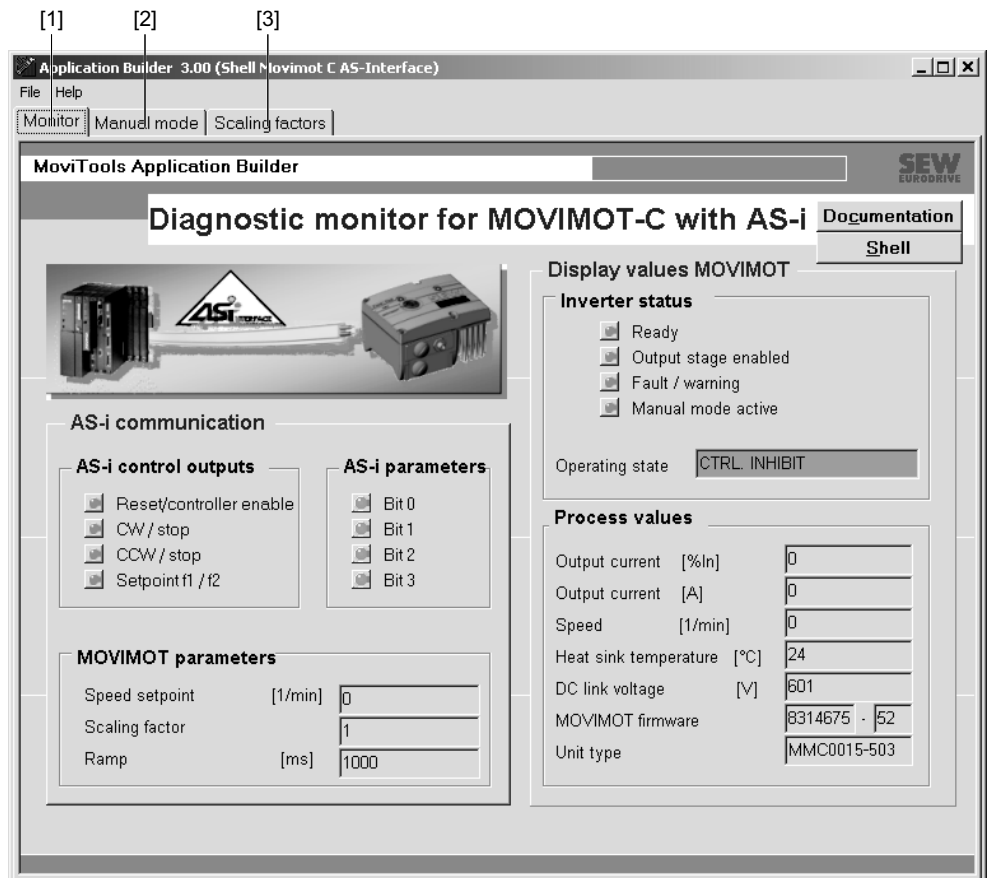 [1] [2] [3]
Application Builder 3.00 (Shell Movimot C AS-Interface)
File Help
Monitor Manual mode Scaling factors
MoviTools Application Builder
SEW
EURODRIVE
Diagnostic monitor for MOVIMOT-C with AS-i
Documentation
Shell
ASi INTERFACE
AS-i communication
AS-i control outputs
Reset/controller enable
CW / stop
CCW / stop
Setpoint f1 / f2
AS-i parameters
Bit 0
Bit 1
Bit 2
Bit 3
MOVIMOT parameters
Speed setpoint [1/min] 0
Scaling factor 1
Ramp [ms] 1000
Display values MOVIMOT
Inverter status
Ready
Output stage enabled
Fault / warning
Manual mode active
Operating state CTRL. INHIBIT
Process values
Output current [%In] 0
Output current [A] 0
Speed [1/min] 0
Heat sink temperature [°C] 24
DC link voltage [V] 601
MOVIMOT firmware 8314675 - 52
Unit type MMC0015-503